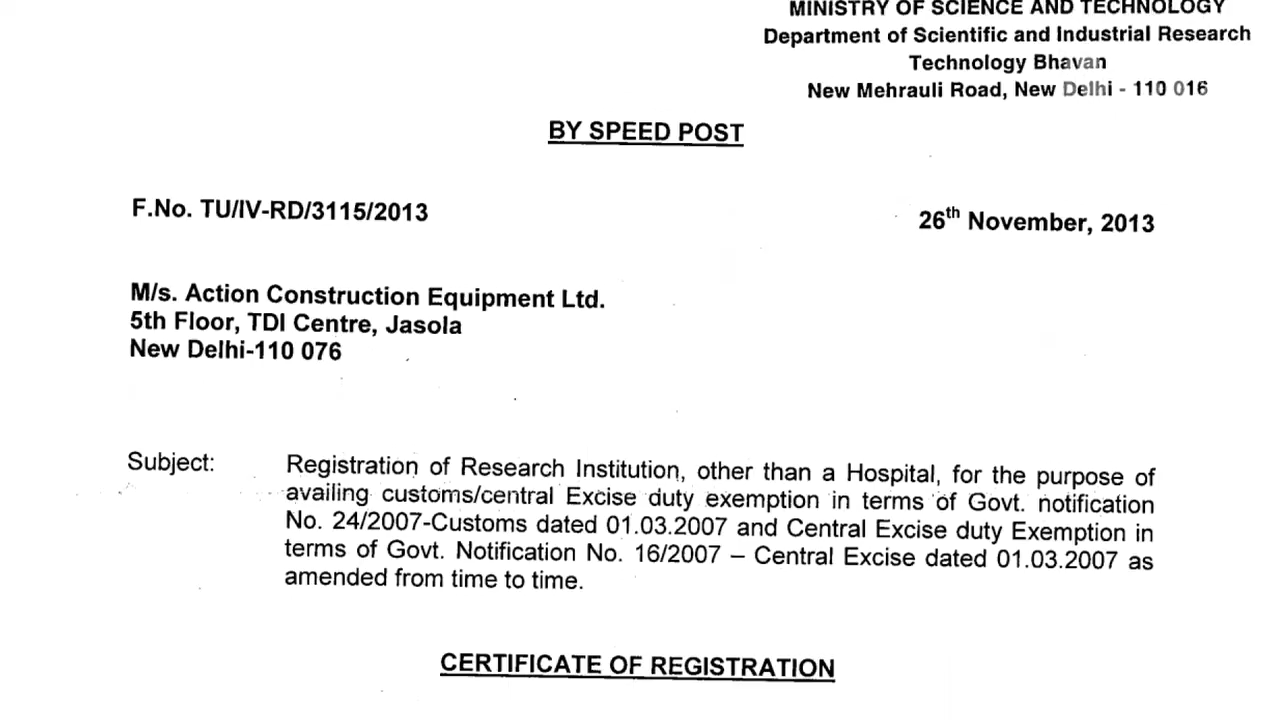 MINISTRY OF SCIENCE AND TECHNOLOGY
Department of Scientific and Industrial Research
Technology Bhavan
New Mehrauli Road, New Delhi - 110 016
BY SPEED POST
F.No. TU/IV-RD/3115/2013
26th November, 2013
M/s. Action Construction Equipment Ltd.
5th Floor, TDI Centre, Jasola
New Delhi-110 076
Subject:
Registration of Research Institution, other than a Hospital, for the purpose of
availing customs/central Excise duty exemption in terms of Govt. notification
No. 24/2007-Customs dated 01.03.2007 and Central Excise duty Exemption in
terms of Govt. Notification No. 16/2007 – Central Excise dated 01.03.2007 as
amended from time to time.
CERTIFICATE OF REGISTRATION